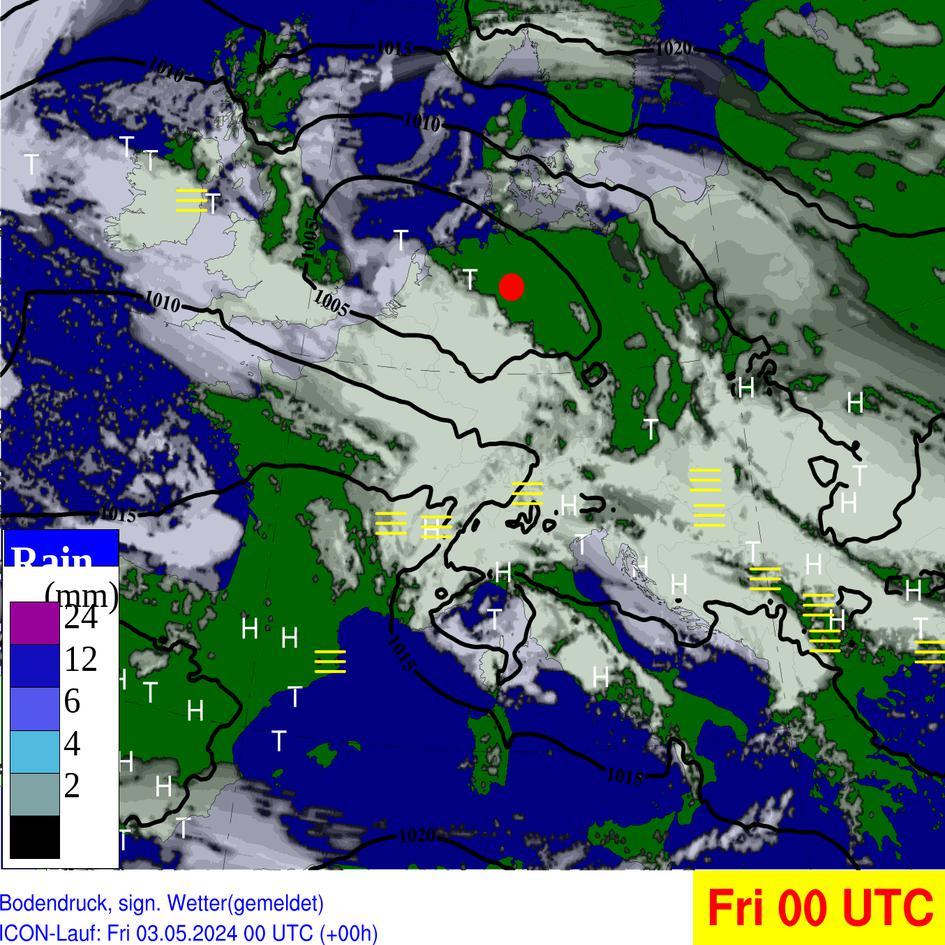 1015
1020
1010
1010
T
T
T
T
1005
T
T
1010
1005
H
H
T
T
H
H
H
1015
T
T
Rain
(mm)
H
H
H
H
H
24
T
H
H
H
T
12
H
T
6
T
H
1015
4
T
H
1015
2
H
T
T
1020
Bodendruck, sign. Wetter(gemeldet)
Fri 00 UTC
ICON-Lauf: Fri 03.05.2024 00 UTC (+00h)